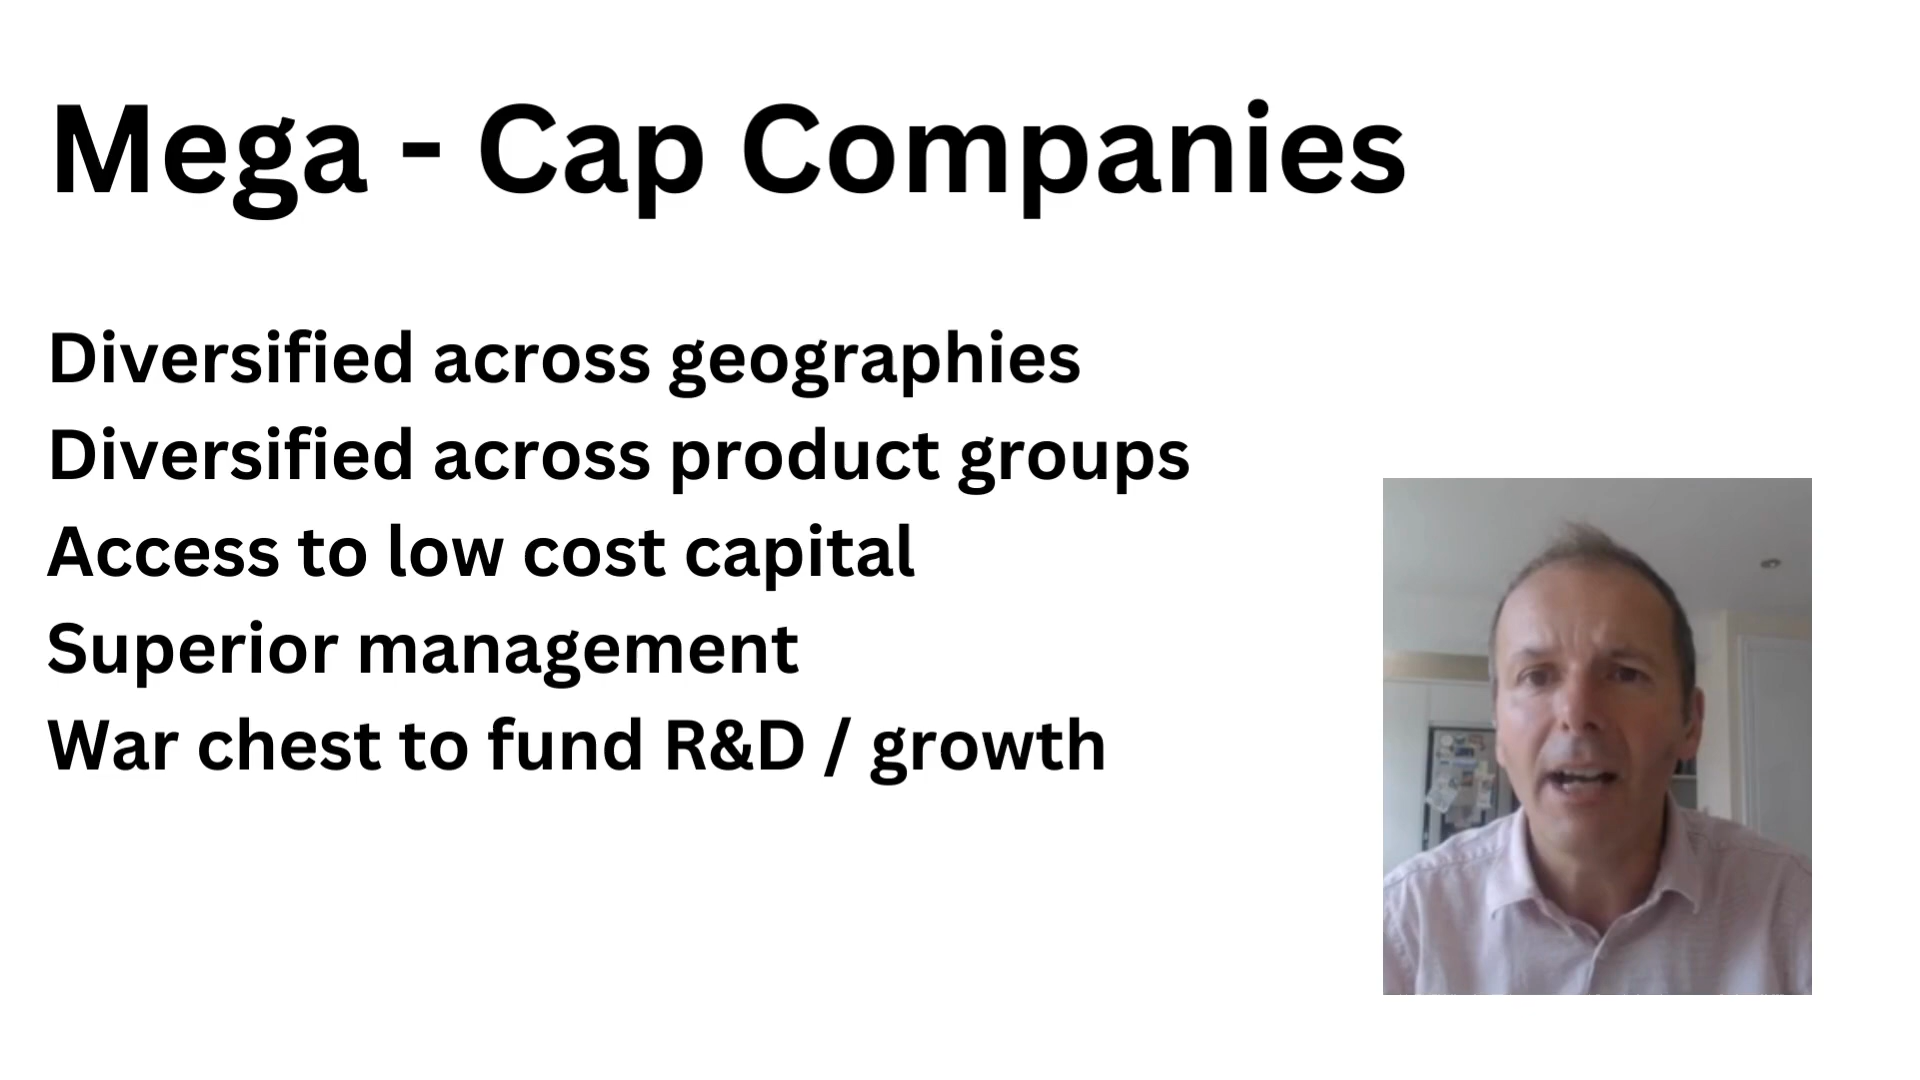 Mega - Cap Companies
Diversified across geographies
Diversified across product groups
Access to low cost capital
Superior management
War chest to fund R&D / growth